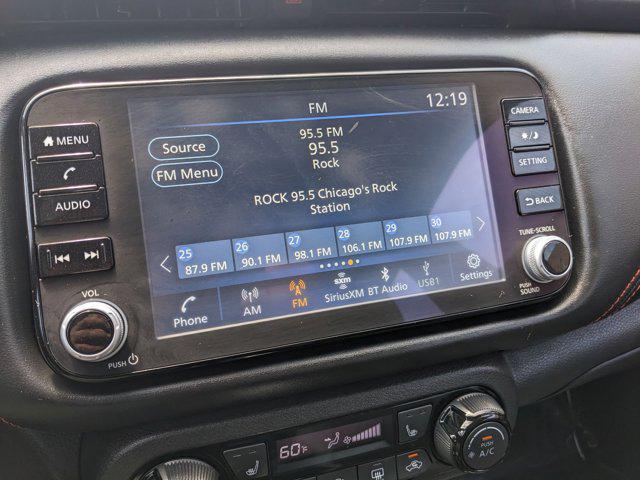 FM
12:19
Source
FM Menu
95.5 FM
95.5
Rock
ROCK 95.5 Chicago's Rock
Station
25 26 27 28 29 30
87.9 FM 90.1 FM 98.1 FM 106.1 FM 107.9 FM 107.9 FM
Phone AM FM SiriusXM BT Audio USB1 Settings
sxm
MENU
AUDIO
VOL
PUSH
CAMERA
SETTING
BACK
TUNE·SCROLL
PUSH
SOUND
60°F
PUSH
A/C